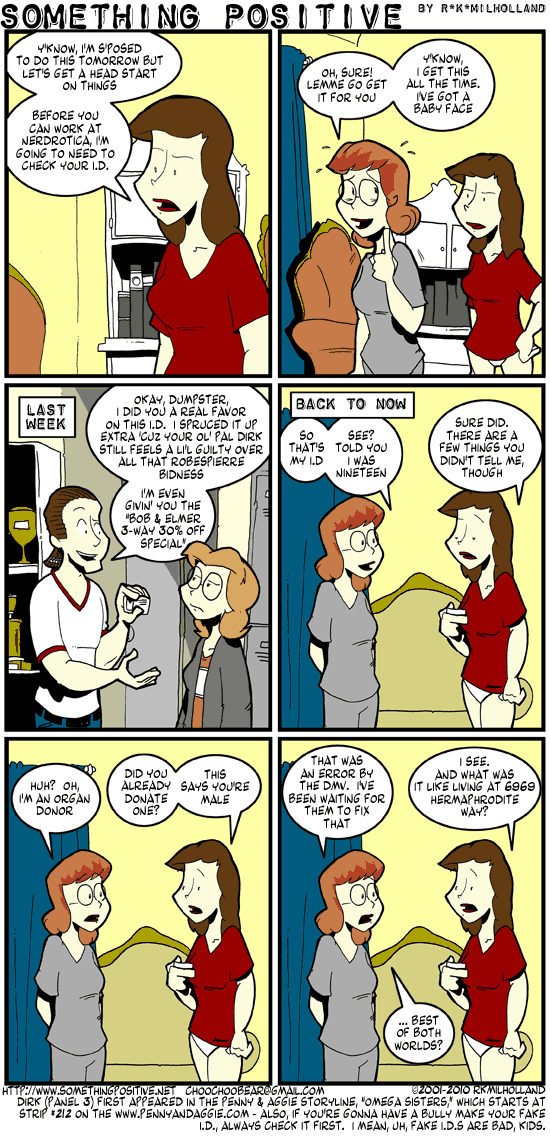 SOMETHING POSITIVE BY R*K*MILHOLLAND
Y'KNOW, I'M S'POSED
TO DO THIS TOMORROW BUT
LET'S GET A HEAD START
ON THINGS
BEFORE YOU
CAN WORK AT
NERDROTICA, I'M
GOING TO NEED TO
CHECK YOUR I.D.
OH, SURE!
LEMME GO GET
IT FOR YOU
Y'KNOW,
I GET THIS
ALL THE TIME.
I'VE GOT A
BABY FACE
LAST
WEEK
OKAY, DUMPSTER,
I DID YOU A REAL FAVOR
ON THIS I.D. I SPRUCED IT UP
EXTRA 'CUZ YOUR OL' PAL DIRK
STILL FEELS A LI'L GUILTY OVER
ALL THAT ROBESPIERRE
BIDNESS
I'M EVEN
GIVIN' YOU THE
"BOB & ELMER
3-WAY 30% OFF
SPECIAL"
BACK TO NOW
SO
THAT'S
MY I.D
SEE?
TOLD YOU
I WAS
NINETEEN
SURE DID.
THERE ARE A
FEW THINGS YOU
DIDN'T TELL ME,
THOUGH
HUH? OH,
I'M AN ORGAN
DONOR
DID YOU
ALREADY
DONATE
ONE?
THIS
SAYS YOU'RE
MALE
THAT WAS
AN ERROR BY
THE DMV. I'VE
BEEN WAITING FOR
THEM TO FIX
THAT
I SEE.
AND WHAT WAS
IT LIKE LIVING AT 6969
HERMAPHRODITE
WAY?
... BEST
OF BOTH
WORLDS?
HTTP://WWW.SOMETHINGPOSITIVE.NET CHOOCHOOBEAR@GMAIL.COM ©2001-2010 RKMILHOLLAND
DIRK (PANEL 3) FIRST APPEARED IN THE PENNY & AGGIE STORYLINE, "OMEGA SISTERS," WHICH STARTS AT
STRIP #212 ON THE WWW.PENNYANDAGGIE.COM - ALSO, IF YOU'RE GONNA HAVE A BULLY MAKE YOUR FAKE
I.D., ALWAYS CHECK IT FIRST. I MEAN, UH, FAKE I.D.S ARE BAD, KIDS.